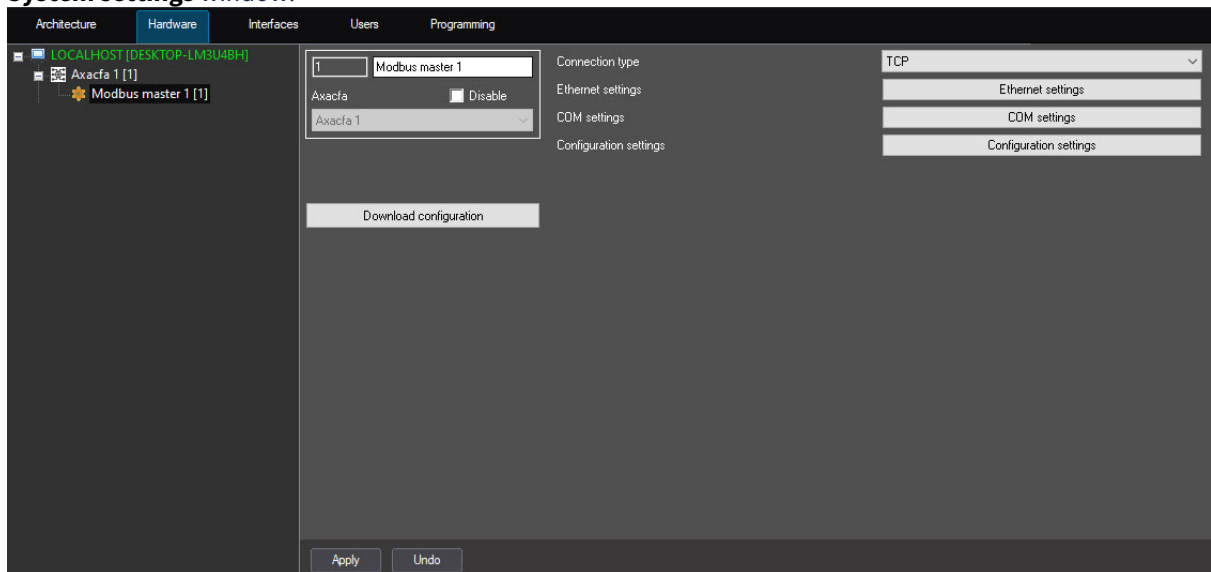 System settings window.
Architecture Hardware Interfaces Users Programming
LOCALHOST [DESKTOP-LM3U4BH]
Axacfa 1 [1]
Modbus master 1 [1]
1 Modbus master 1
Axacfa Disable
Axacfa 1
Download configuration
Connection type TCP
Ethernet settings Ethernet settings
COM settings COM settings
Configuration settings Configuration settings
Apply Undo